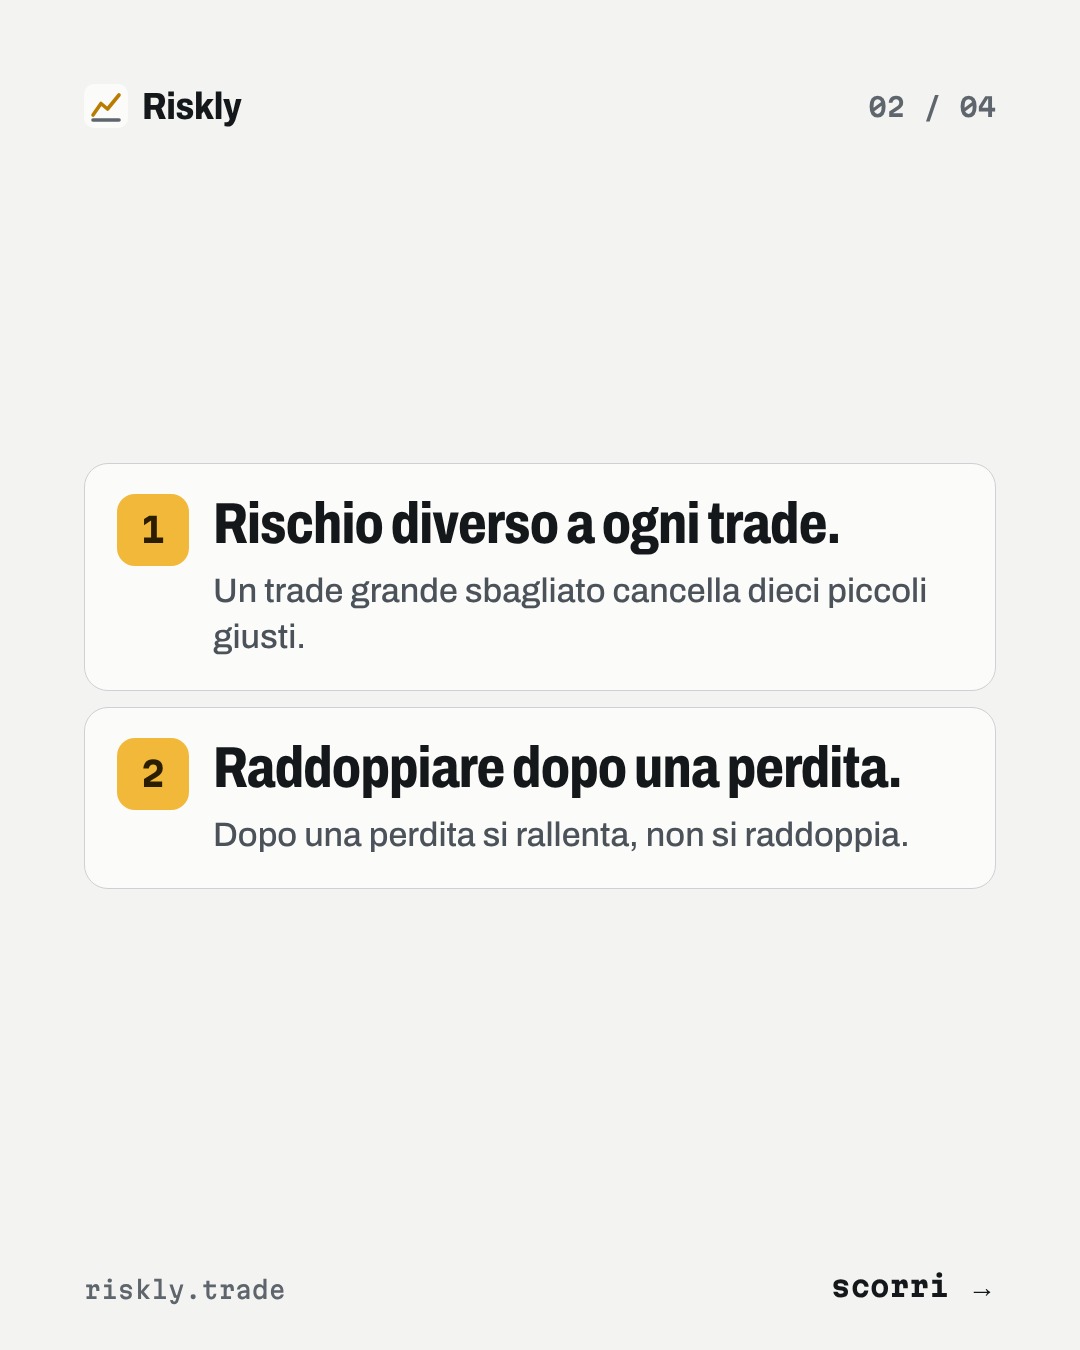 Riskly
02 / 04
1
Rischio diverso a ogni trade.
Un trade grande sbagliato cancella dieci piccoli
giusti.
2
Raddoppiare dopo una perdita.
Dopo una perdita si rallenta, non si raddoppia.
riskly.trade
scorri →